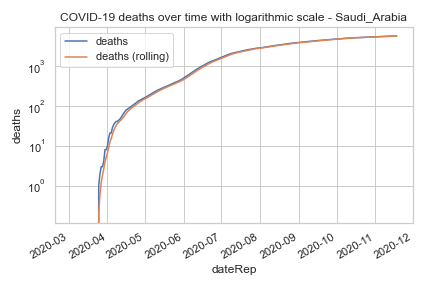 COVID-19 deaths over time with logarithmic scale - Saudi_Arabia
deaths
deaths (rolling)
10³
10²
10¹
10⁰
deaths
2020-03
2020-04
2020-05
2020-06
2020-07
2020-08
2020-09
2020-10
2020-11
2020-12
dateRep